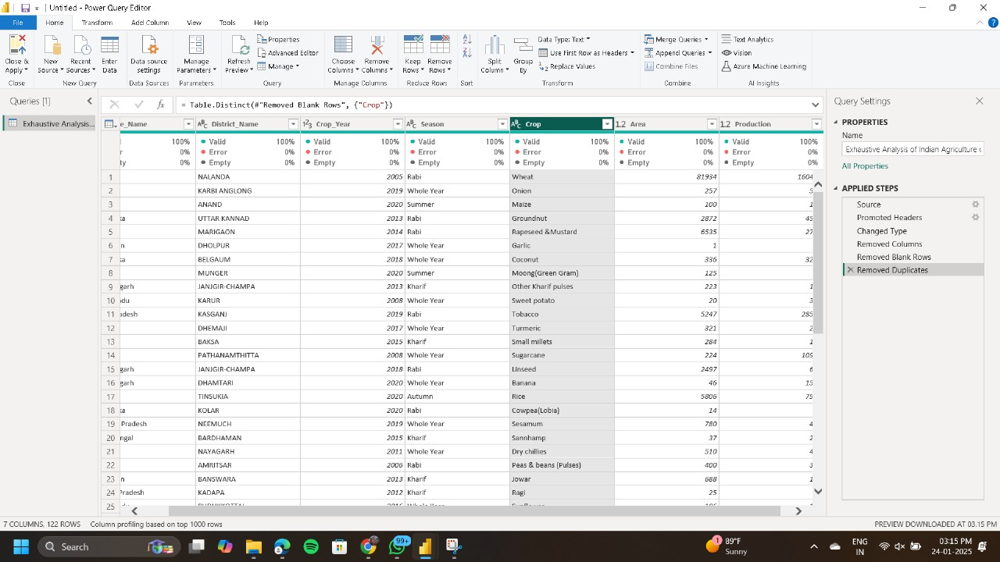 Untitled - Power Query Editor
File Home Transform Add Column View Tools Help
Close & Apply
New Source
Recent Sources
Enter Data
Data source settings
Manage Parameters
Refresh Preview
Properties
Advanced Editor
Manage
Choose Columns
Remove Columns
Keep Rows
Remove Rows
Split Column
Group By
Data Type: Text
Use First Row as Headers
Replace Values
Merge Queries
Append Queries
Combine Files
Text Analytics
Vision
Azure Machine Learning
Close New Query Data Sources Parameters Query Manage Columns Reduce Rows Sort Transform Combine AI Insights
Queries [1]
Exhaustive Analysis...
= Table.Distinct(#"Removed Blank Rows", {"Crop"})
e_Name District_Name Crop_Year Season Crop Area Production
100% Valid 100% Valid 100% Valid 100% Valid 100% Valid 100% Valid 100%
r 0% Error 0% Error 0% Error 0% Error 0% Error 0% Error 0%
ty 0% Empty 0% Empty 0% Empty 0% Empty 0% Empty 0% Empty 0%
1 NALANDA 2005 Rabi Wheat 81934 1604
2 KARBI ANGLONG 2019 Whole Year Onion 257 5
3 ANAND 2020 Summer Maize 100 1
4 ka UTTAR KANNAD 2013 Rabi Groundnut 2872 45
5 MARIGAON 2014 Rabi Rapeseed &Mustard 6535 27
6 n DHOLPUR 2017 Whole Year Garlic 1
7 ka BELGAUM 2018 Whole Year Coconut 336 32
8 MUNGER 2020 Summer Moong(Green Gram) 125
9 garh JANJGIR-CHAMPA 2013 Kharif Other Kharif pulses 223 1
10 du KARUR 2008 Whole Year Sweet potato 20 3
11 adesh KASGANJ 2019 Rabi Tobacco 5247 285
12 DHEMAJI 2017 Whole Year Turmeric 321 2
13 BAKSA 2015 Kharif Small millets 284 1
14 PATHANAMTHITTA 2008 Whole Year Sugarcane 224 109
15 garh JANJGIR-CHAMPA 2018 Rabi Linseed 2497 6
16 garh DHAMTARI 2020 Whole Year Banana 46 15
17 TINSUKIA 2020 Autumn Rice 5806 75
18 ka KOLAR 2020 Rabi Cowpea(Lobia) 14
19 Pradesh NEEMUCH 2019 Whole Year Sesamum 780 4
20 ngal BARDHAMAN 2015 Kharif Sannhamp 37 2
21 NAYAGARH 2011 Whole Year Dry chillies 510 4
22 AMRITSAR 2006 Rabi Peas & beans (Pulses) 400 3
23 n BANSWARA 2013 Kharif Jowar 688 1
24 Pradesh KADAPA 2012 Kharif Ragi 25
25
Query Settings
PROPERTIES
Name
Exhaustive Analysis of Indian Agriculture
All Properties
APPLIED STEPS
Source
Promoted Headers
Changed Type
Removed Columns
Removed Blank Rows
Removed Duplicates
7 COLUMNS, 122 ROWS Column profiling based on top 1000 rows PREVIEW DOWNLOADED AT 03:15 PM
Search
99+
1
89°F
Sunny
ENG
IN
03:15 PM
24-01-2025